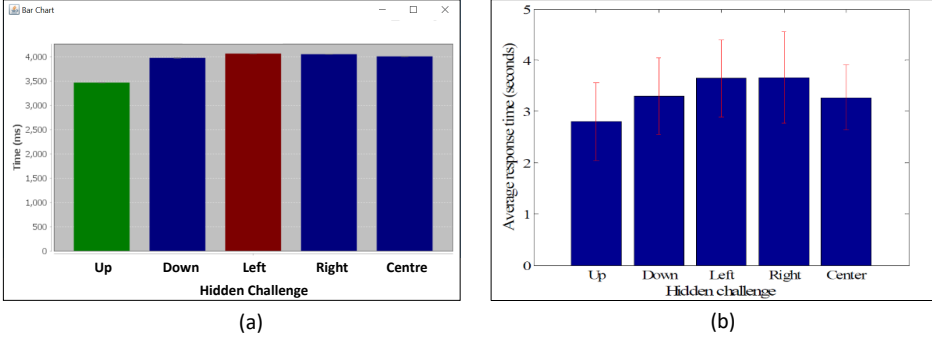 Bar Chart
Time (ms)
4,000
3,500
3,000
2,500
2,000
1,500
1,000
500
0
Up Down Left Right Centre
Hidden Challenge
(a)
Average response time (seconds)
5
4
3
2
1
0
Up Down Left Right Center
Hidden challenge
(b)